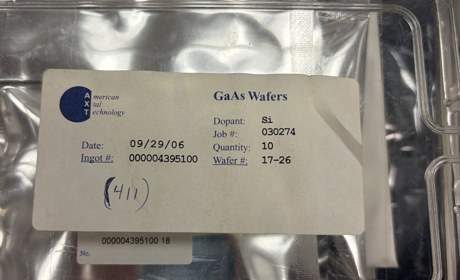 American
Xtal
Technology
GaAs Wafers
Dopant: Si
Job #: 030274
Date: 09/29/06
Quantity: 10
Ingot #: 000004395100
Wafer #: 17-26
(411)
000004395100 18
No.